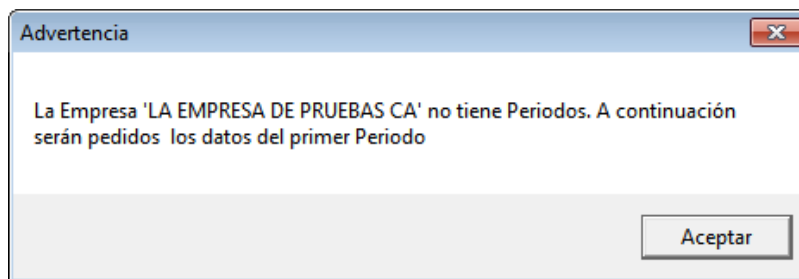 Advertencia
La Empresa 'LA EMPRESA DE PRUEBAS CA' no tiene Periodos. A continuación
serán pedidos  los datos del primer Periodo
Aceptar